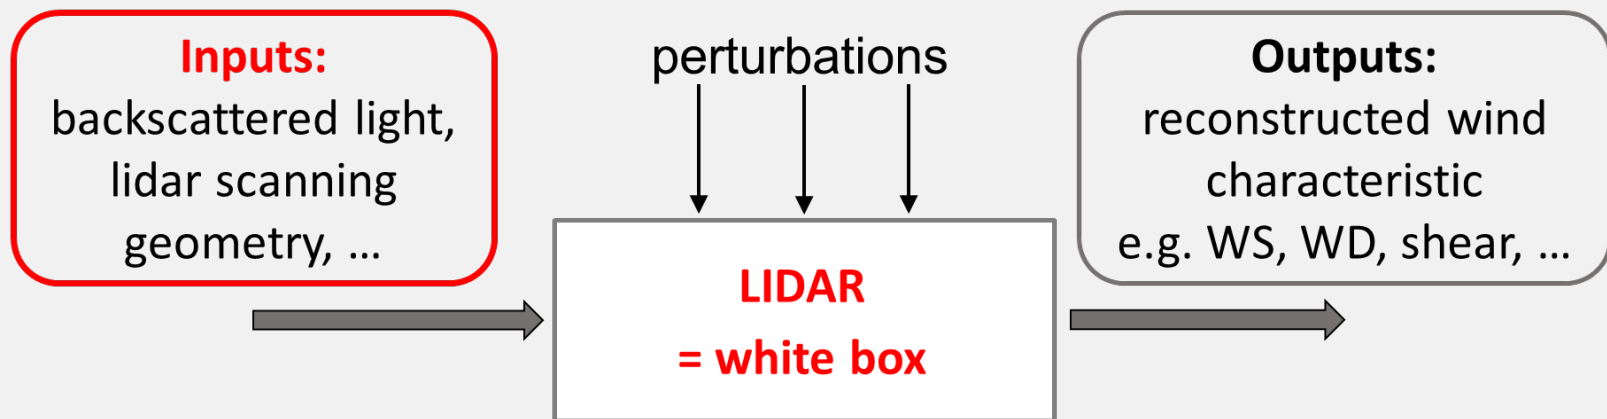 Inputs:
backscattered light,
lidar scanning
geometry, ...
perturbations
LIDAR
= white box
Outputs:
reconstructed wind
characteristic
e.g. WS, WD, shear, ...